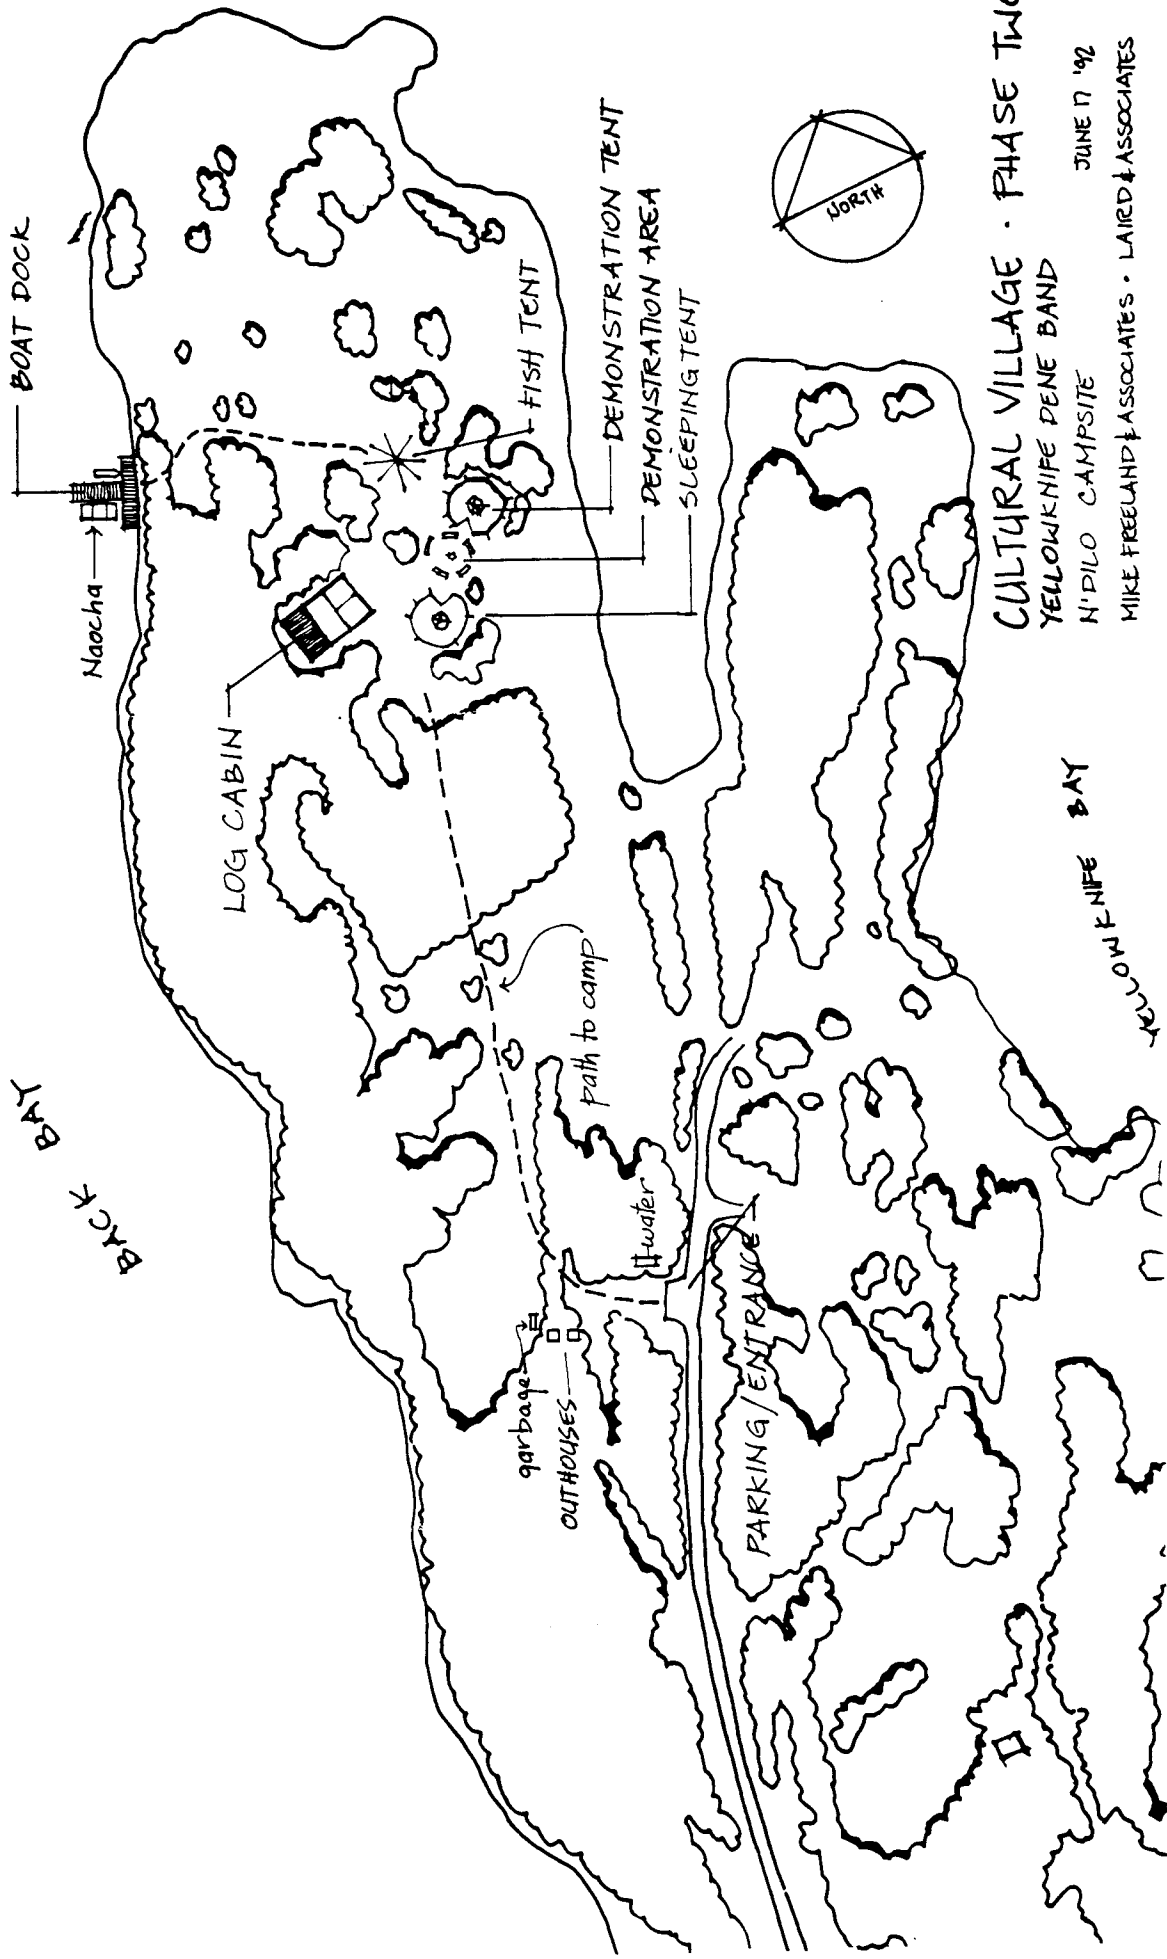 BOAT DOCK
Naocha
LOG CABIN
FISH TENT
DEMONSTRATION TENT
DEMONSTRATION AREA
SLEEPING TENT
path to camp
water
garbage
OUTHOUSES
PARKING/ENTRANCE
BACK BAY
YELLOWKNIFE BAY
NORTH
CULTURAL VILLAGE · PHASE TWO
YELLOWKNIFE DENE BAND
N'DILO CAMPSITE JUNE 17 '92
MIKE FREELAND & ASSOCIATES · LAIRD & ASSOCIATES